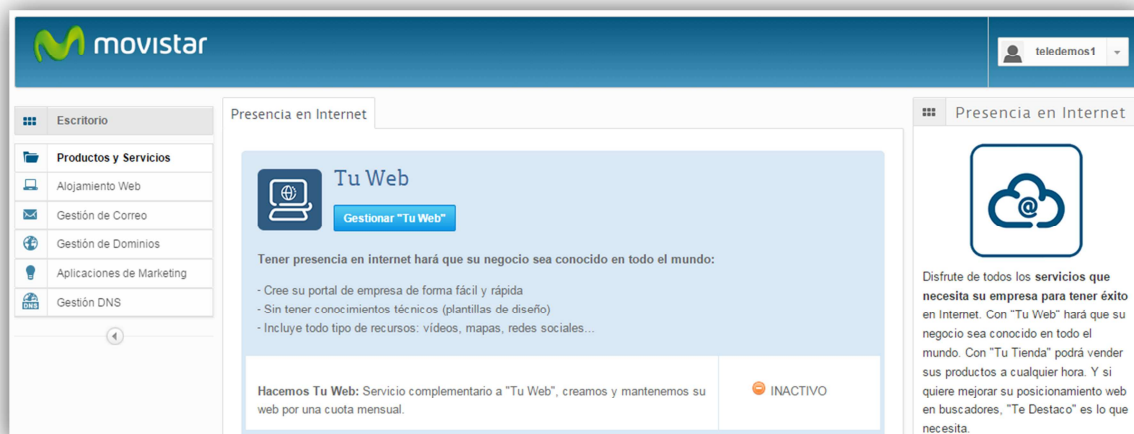 movistar
teledemos1
Escritorio
Productos y Servicios
Alojamiento Web
Gestión de Correo
Gestión de Dominios
Aplicaciones de Marketing
DNS
Gestión DNS
Presencia en Internet
Tu Web
Gestionar "Tu Web"
Tener presencia en internet hará que su negocio sea conocido en todo el mundo:
- Cree su portal de empresa de forma fácil y rápida
- Sin tener conocimientos técnicos (plantillas de diseño)
- Incluye todo tipo de recursos: vídeos, mapas, redes sociales...
Hacemos Tu Web: Servicio complementario a "Tu Web", creamos y mantenemos su
web por una cuota mensual.
INACTIVO
Presencia en Internet
@
Disfrute de todos los servicios que
necesita su empresa para tener éxito
en Internet. Con "Tu Web" hará que su
negocio sea conocido en todo el
mundo. Con "Tu Tienda" podrá vender
sus productos a cualquier hora. Y si
quiere mejorar su posicionamiento web
en buscadores, "Te Destaco" es lo que
necesita.